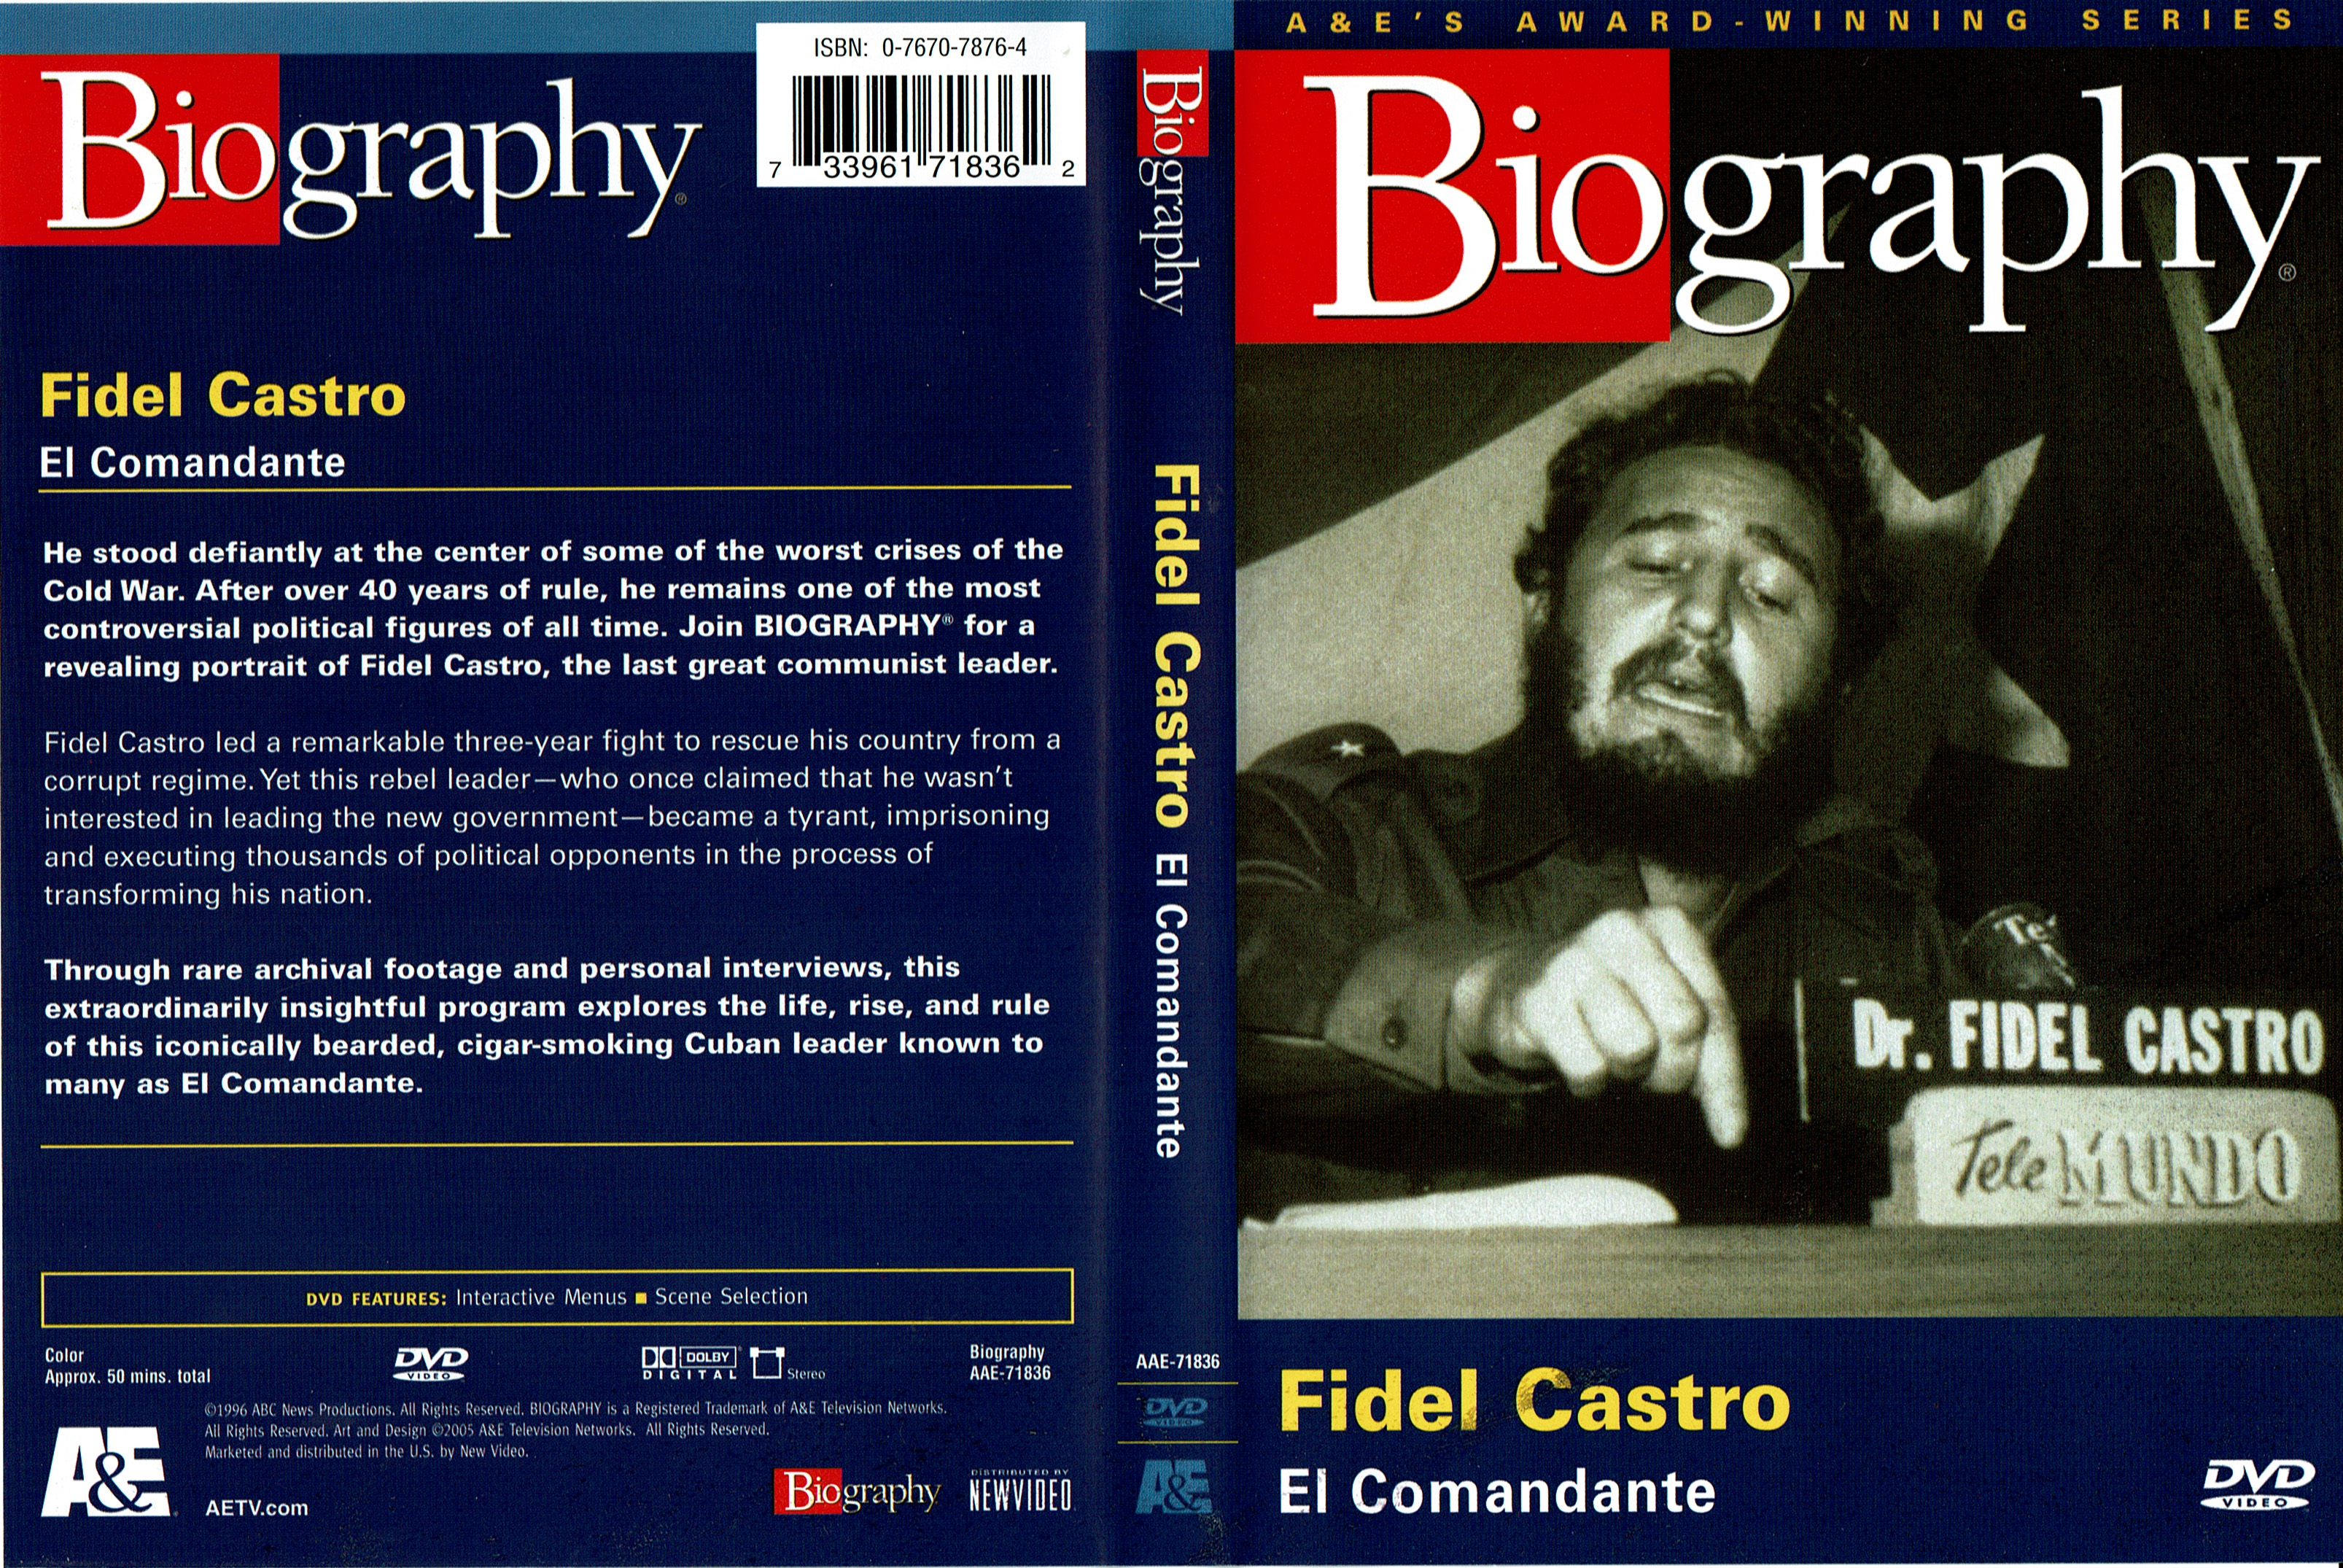 Biography®
ISBN: 0-7670-7876-4
7 33961 71836 2
Fidel Castro
El Comandante
He stood defiantly at the center of some of the worst crises of the
Cold War. After over 40 years of rule, he remains one of the most
controversial political figures of all time. Join BIOGRAPHY® for a
revealing portrait of Fidel Castro, the last great communist leader.
Fidel Castro led a remarkable three-year fight to rescue his country from a
corrupt regime. Yet this rebel leader—who once claimed that he wasn't
interested in leading the new government—became a tyrant, imprisoning
and executing thousands of political opponents in the process of
transforming his nation.
Through rare archival footage and personal interviews, this
extraordinarily insightful program explores the life, rise, and rule
of this iconically bearded, cigar-smoking Cuban leader known to
many as El Comandante.
DVD FEATURES: Interactive Menus ■ Scene Selection
Color
Approx. 50 mins. total
DVD
VIDEO
DOLBY
DIGITAL
Stereo
Biography
AAE-71836
©1996 ABC News Productions. All Rights Reserved. BIOGRAPHY is a Registered Trademark of A&E Television Networks.
All Rights Reserved. Art and Design ©2005 A&E Television Networks. All Rights Reserved.
Marketed and distributed in the U.S. by New Video.
A&E
AETV.com
Biography
DISTRIBUTED BY
NEWVIDEO
Biography
Fidel Castro El Comandante
AAE-71836
DVD
VIDEO
A&E
A&E'S AWARD-WINNING SERIES
Biography®
Dr. FIDEL CASTRO
Tele MUNDO
Fidel Castro
El Comandante
DVD
VIDEO